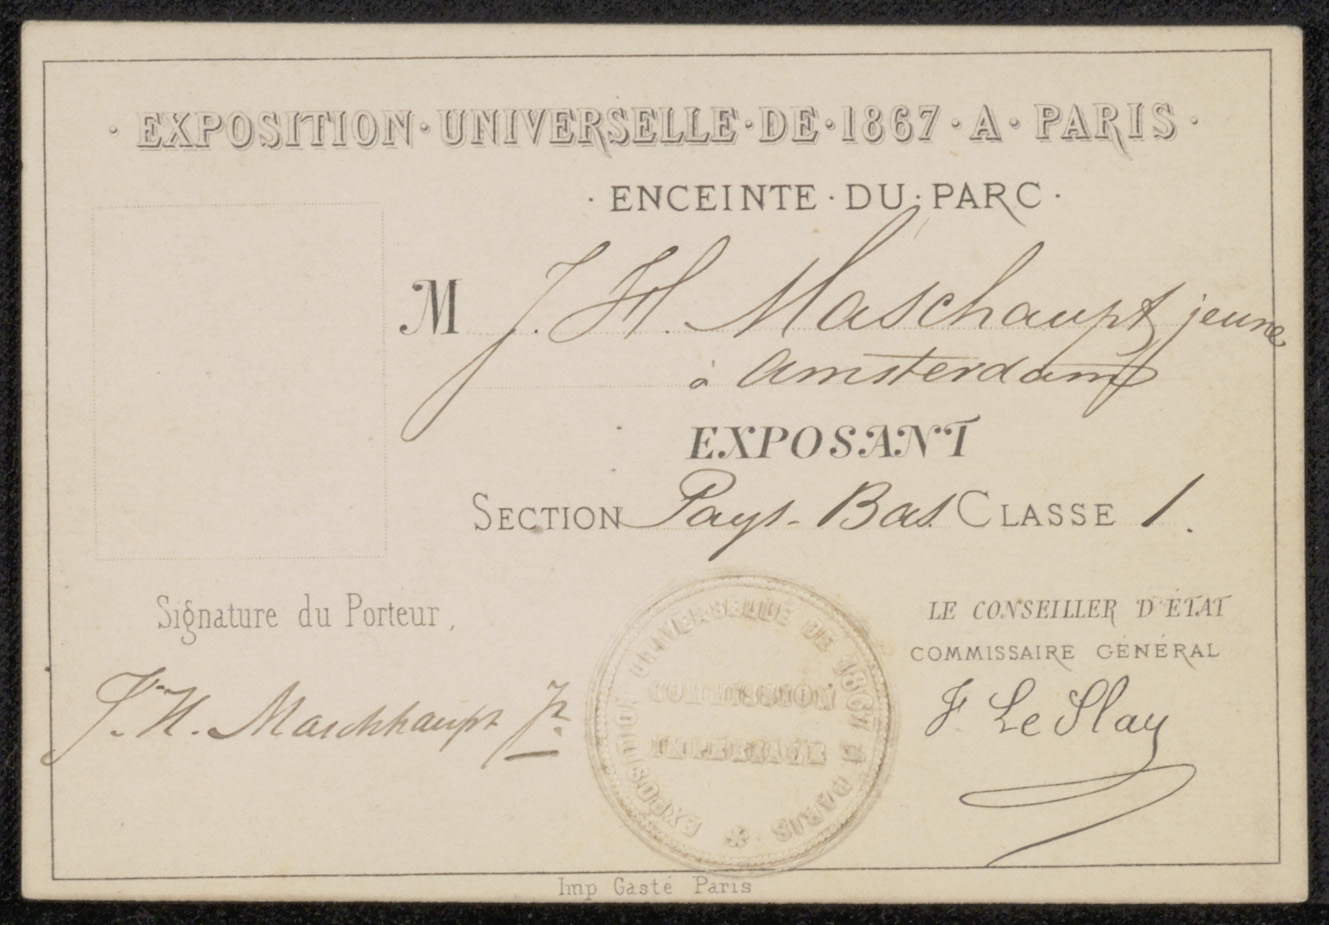 · EXPOSITION · UNIVERSELLE · DE · 1867 · A · PARIS ·
· ENCEINTE · DU · PARC ·
M J. H. Maschaupt jeune
à Amsterdam
EXPOSANT
SECTION Pays-Bas. CLASSE 1.
Signature du Porteur,
J. H. Maschhaupt Jr.
LE CONSEILLER D'ÉTAT
COMMISSAIRE GÉNÉRAL
F. Le Play
EXPOSITION UNIVERSELLE DE 1867 A PARIS
COMMISSION
IMPÉRIALE
Imp Gasté Paris